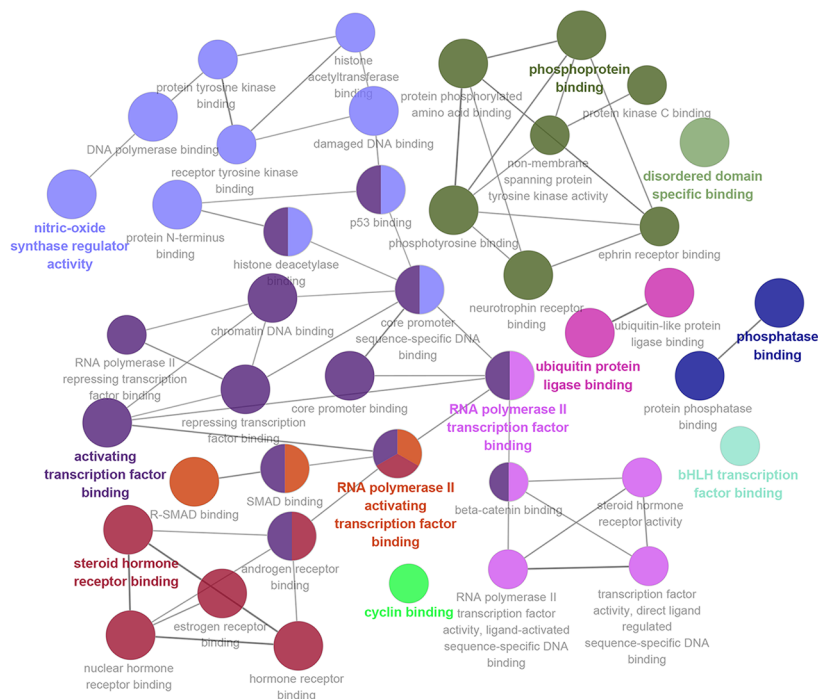 histone
acetyltransferase
binding
protein tyrosine kinase
binding
DNA polymerase binding
receptor tyrosine kinase
binding
damaged DNA binding
nitric-oxide
synthase regulator
activity
protein N-terminus
binding
p53 binding
histone deacetylase
binding
protein phosphorylated
amino acid binding
phosphoprotein
binding
protein kinase C binding
non-membrane
spanning protein
tyrosine kinase activity
disordered domain
specific binding
phosphotyrosine binding
ephrin receptor binding
neurotrophin receptor
binding
chromatin DNA binding
core promoter
sequence-specific DNA
binding
ubiquitin-like protein
ligase binding
ubiquitin protein
ligase binding
phosphatase
binding
protein phosphatase
binding
RNA polymerase II
repressing transcription
factor binding
repressing transcription
factor binding
core promoter binding
RNA polymerase II
transcription factor
binding
activating
transcription factor
binding
R-SMAD binding
SMAD binding
RNA polymerase II
activating
transcription factor
binding
beta-catenin binding
steroid hormone
receptor activity
bHLH transcription
factor binding
steroid hormone
receptor binding
androgen receptor
binding
estrogen receptor
binding
nuclear hormone
receptor binding
hormone receptor
binding
cyclin binding
RNA polymerase II
transcription factor
activity, ligand-activated
sequence-specific DNA
binding
transcription factor
activity, direct ligand
regulated
sequence-specific DNA
binding